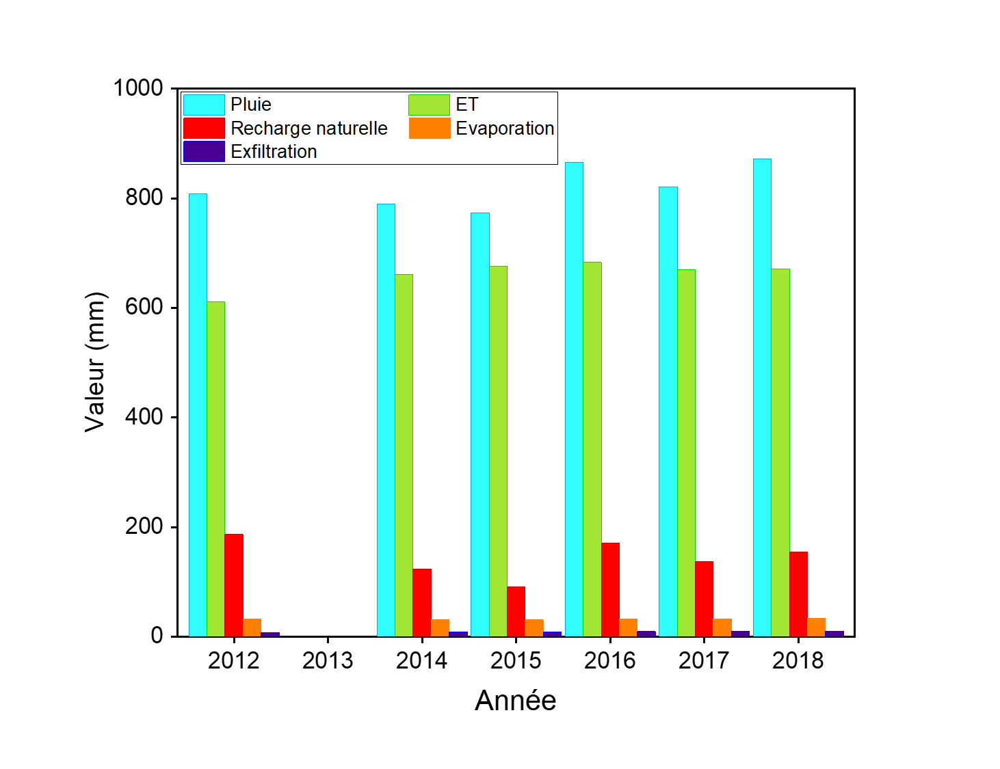 1000
800
600
400
200
0
Valeur (mm)
Pluie
ET
Recharge naturelle
Evaporation
Exfiltration
2012 2013 2014 2015 2016 2017 2018
Année